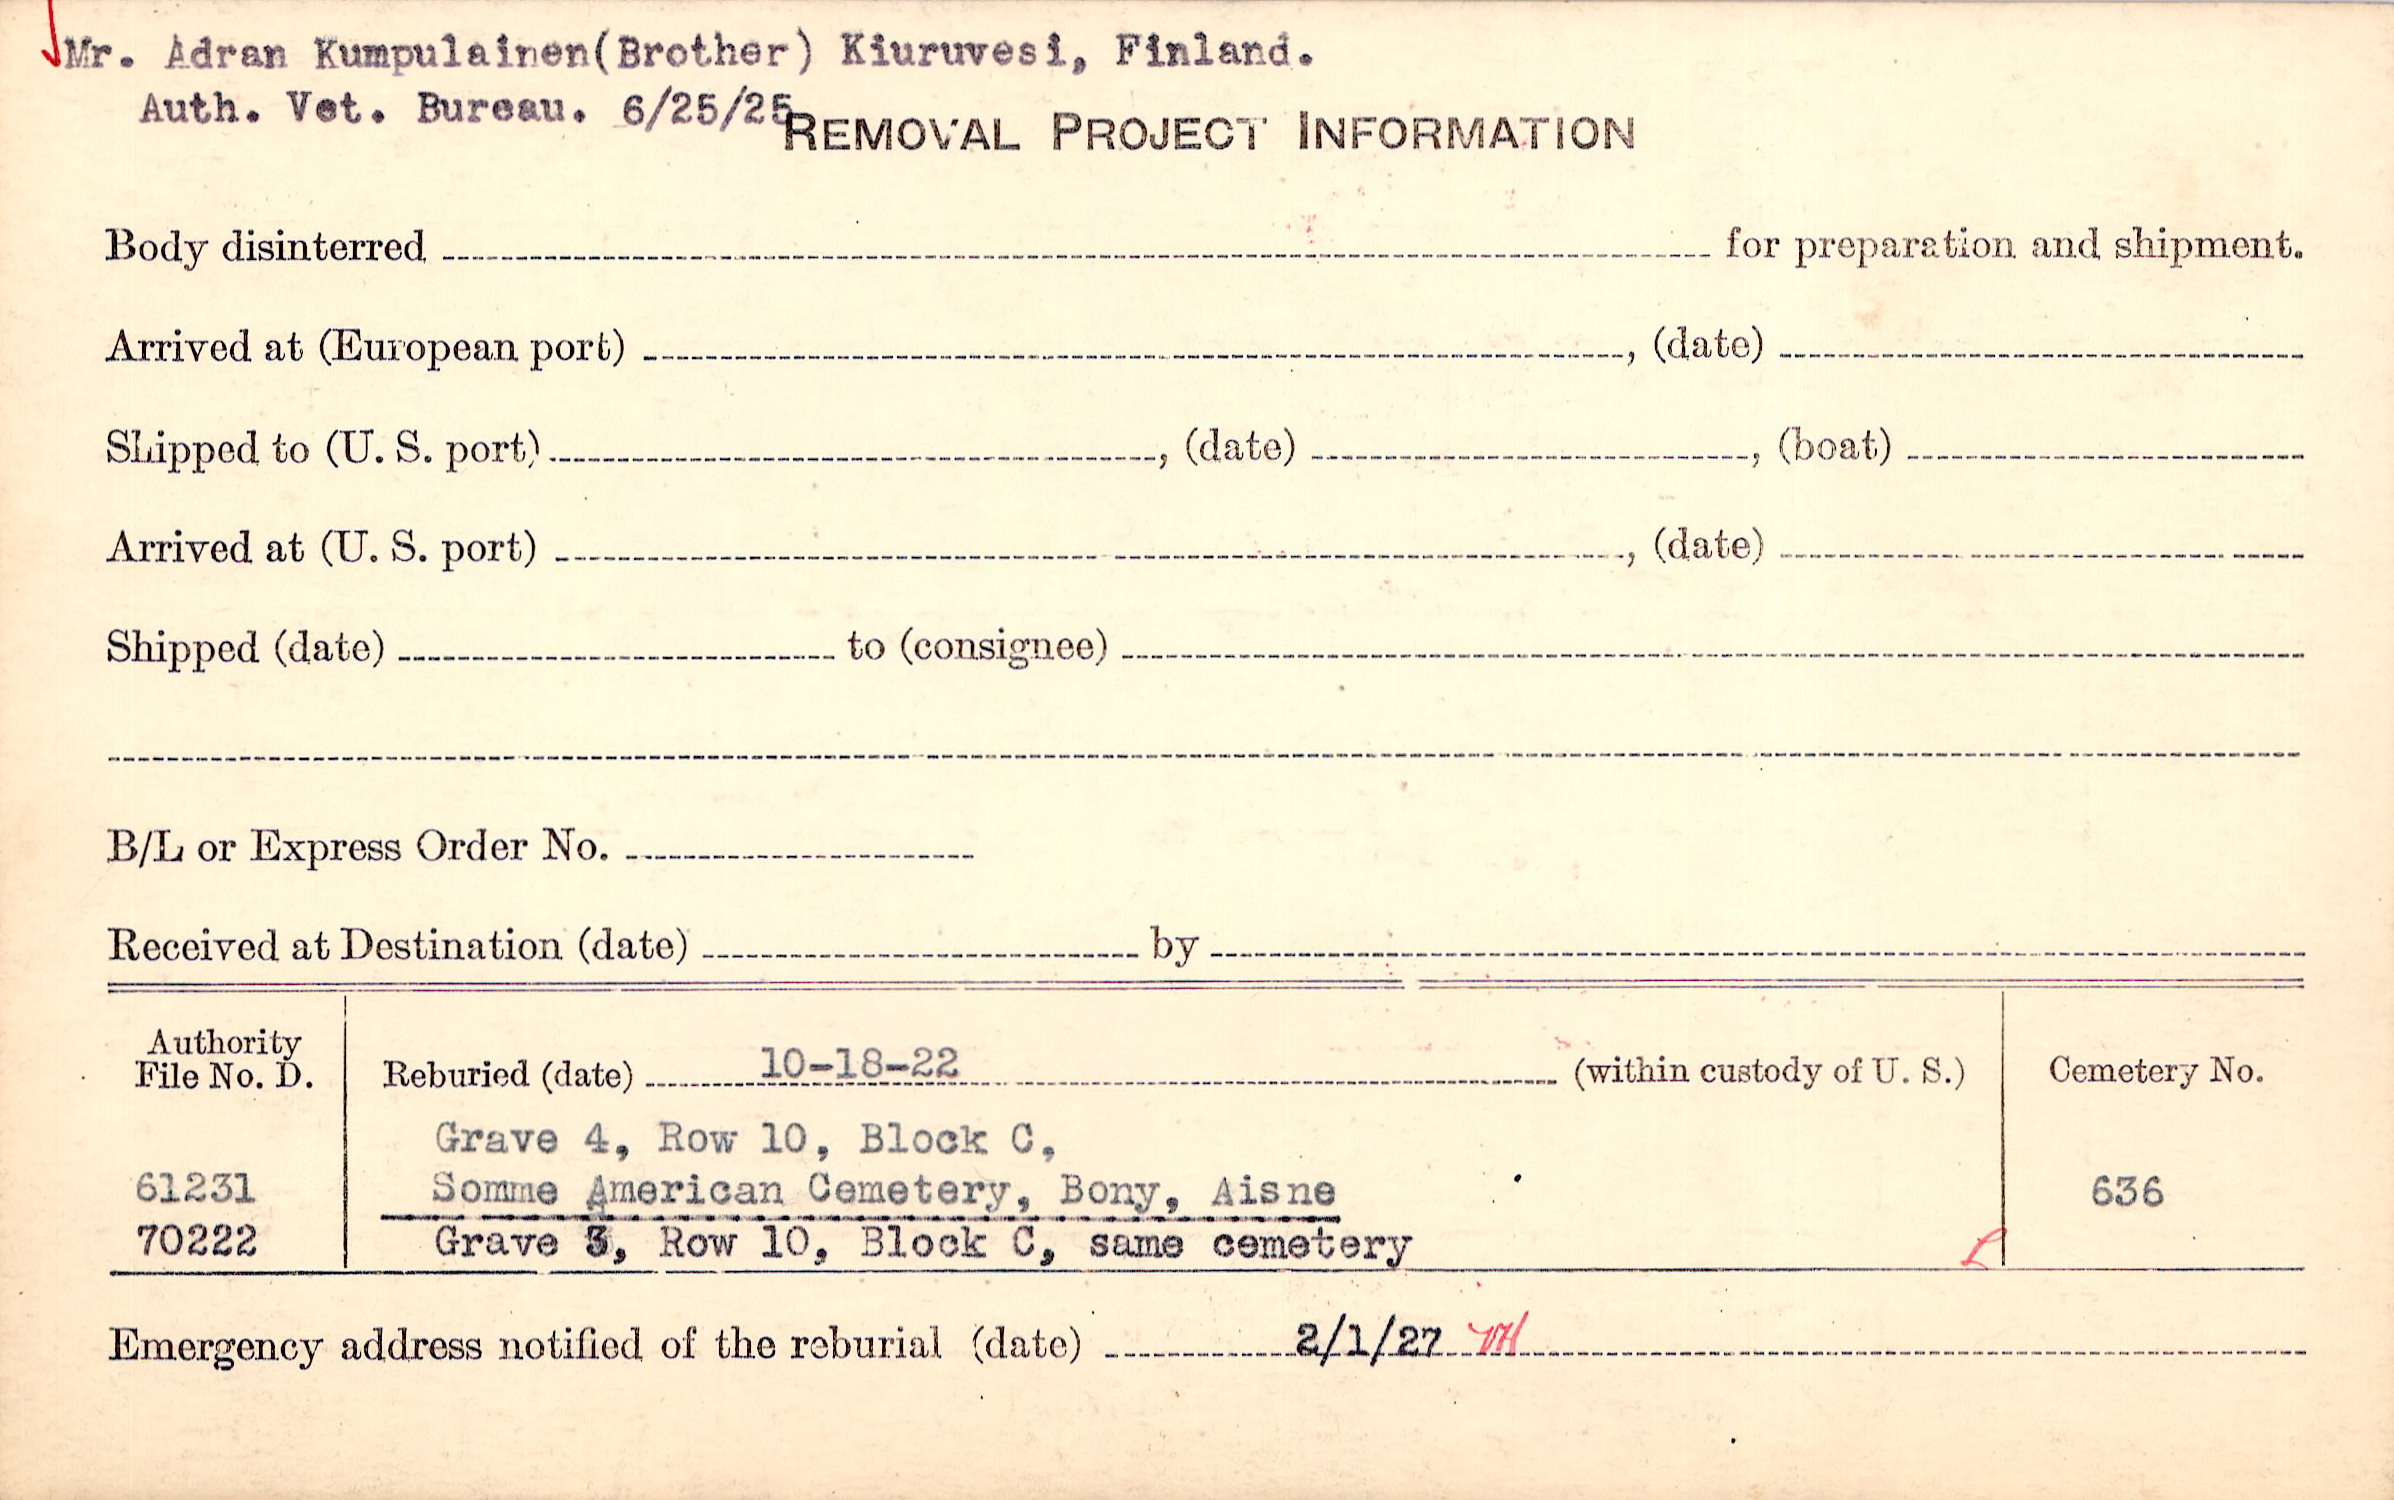 Mr. Adran Kumpulainen(Brother) Kiuruvesi, Finland.
Auth. Vet. Bureau. 6/25/25
REMOVAL PROJECT INFORMATION
Body disinterred for preparation and shipment.
Arrived at (European port) , (date)
Shipped to (U. S. port) , (date) , (boat)
Arrived at (U. S. port) , (date)
Shipped (date) to (consignee)
B/L or Express Order No.
Received at Destination (date) by
Authority
File No. D. Reburied (date) 10-18-22 (within custody of U. S.) Cemetery No.
Grave 4, Row 10, Block C,
61231 Somme American Cemetery, Bony, Aisne 636
70222 Grave 3, Row 10, Block C, same cemetery
Emergency address notified of the reburial (date) 2/1/27